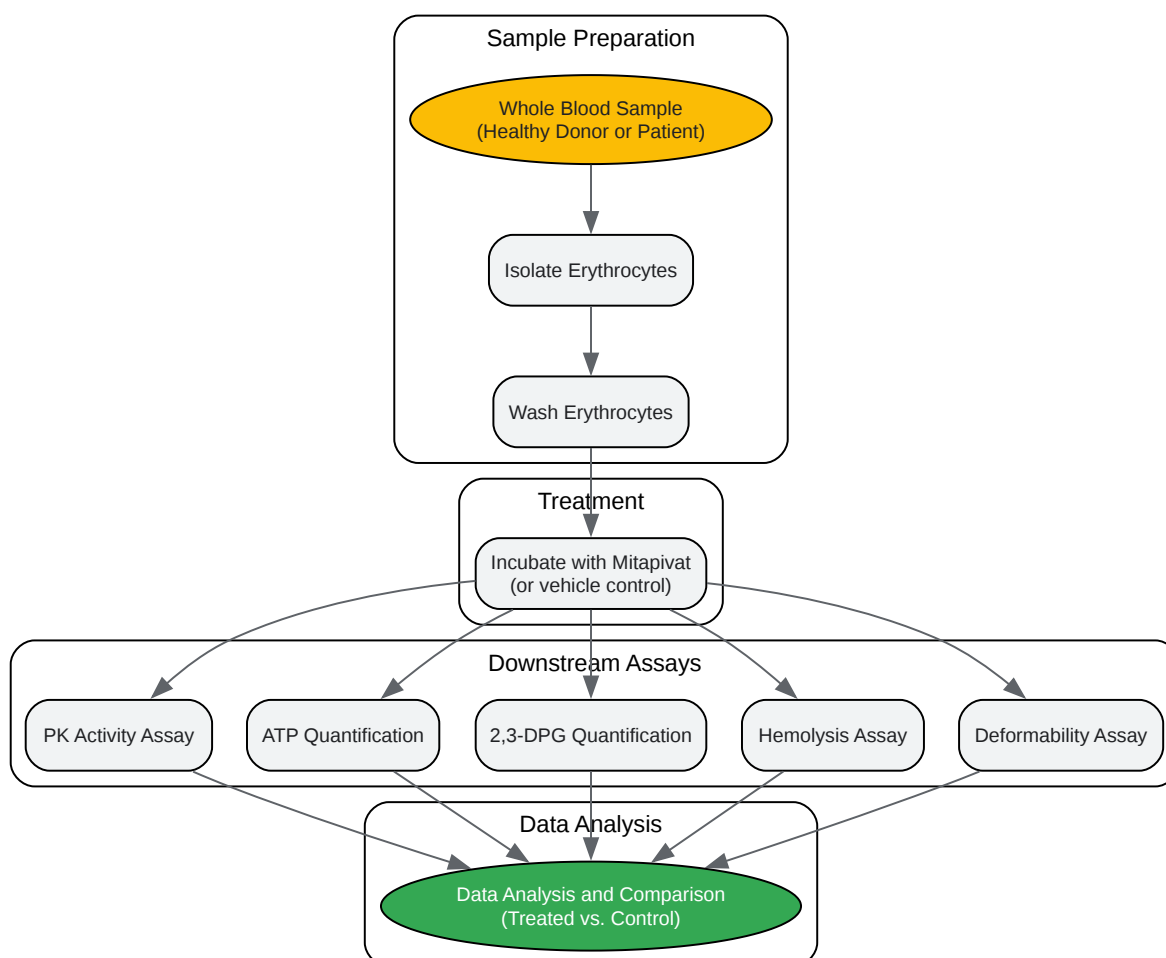 Sample Preparation
Whole Blood Sample
(Healthy Donor or Patient)
Isolate Erythrocytes
Wash Erythrocytes
Treatment
Incubate with Mitapivat
(or vehicle control)
Downstream Assays
PK Activity Assay
ATP Quantification
2,3-DPG Quantification
Hemolysis Assay
Deformability Assay
Data Analysis
Data Analysis and Comparison
(Treated vs. Control)